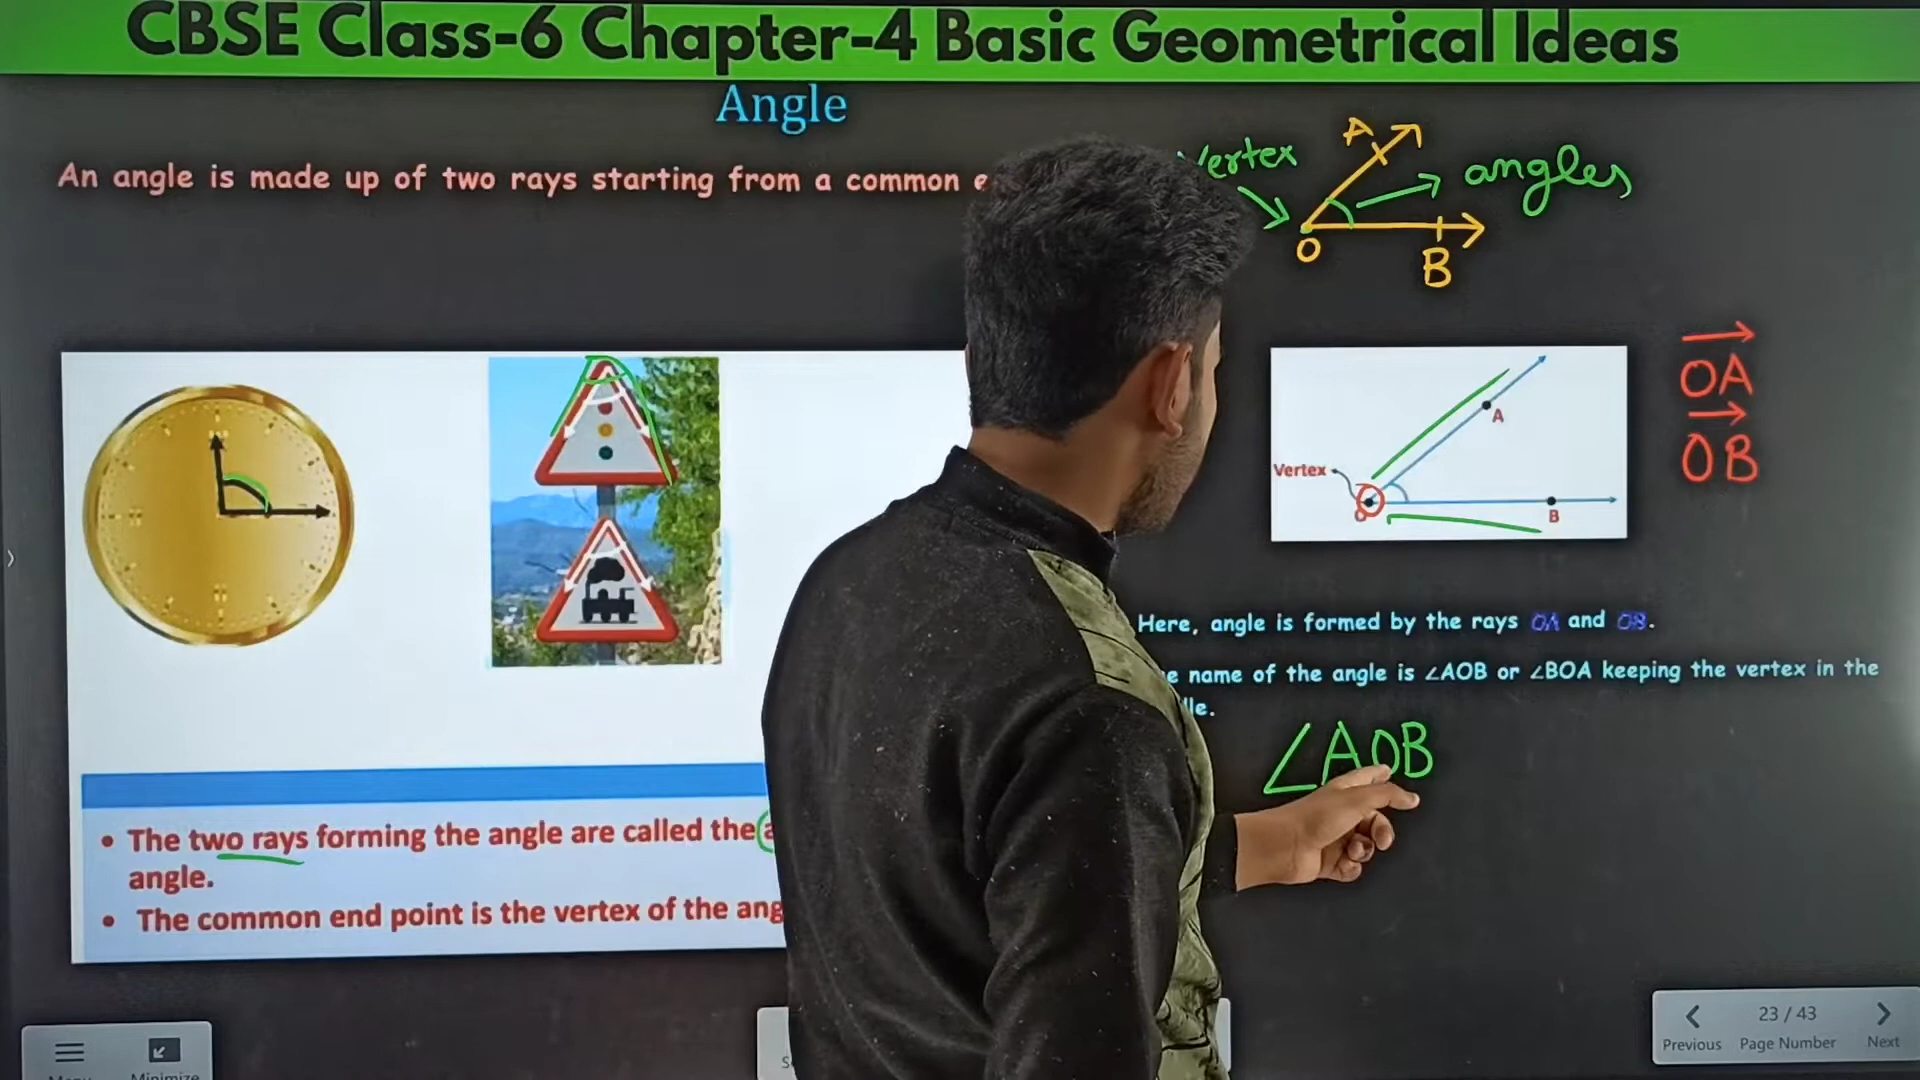 CBSE Class-6 Chapter-4 Basic Geometrical Ideas
Angle
An angle is made up of two rays starting from a common
vertex
A
angles
O
B
OA
OB
A
Vertex
B
Here, angle is formed by the rays OA and OB.
name of the angle is ∠AOB or ∠BOA keeping the vertex in the
∠AOB
• The two rays forming the angle are called the
angle.
• The common end point is the vertex of the
23 / 43
Previous Page Number Next
Minimize